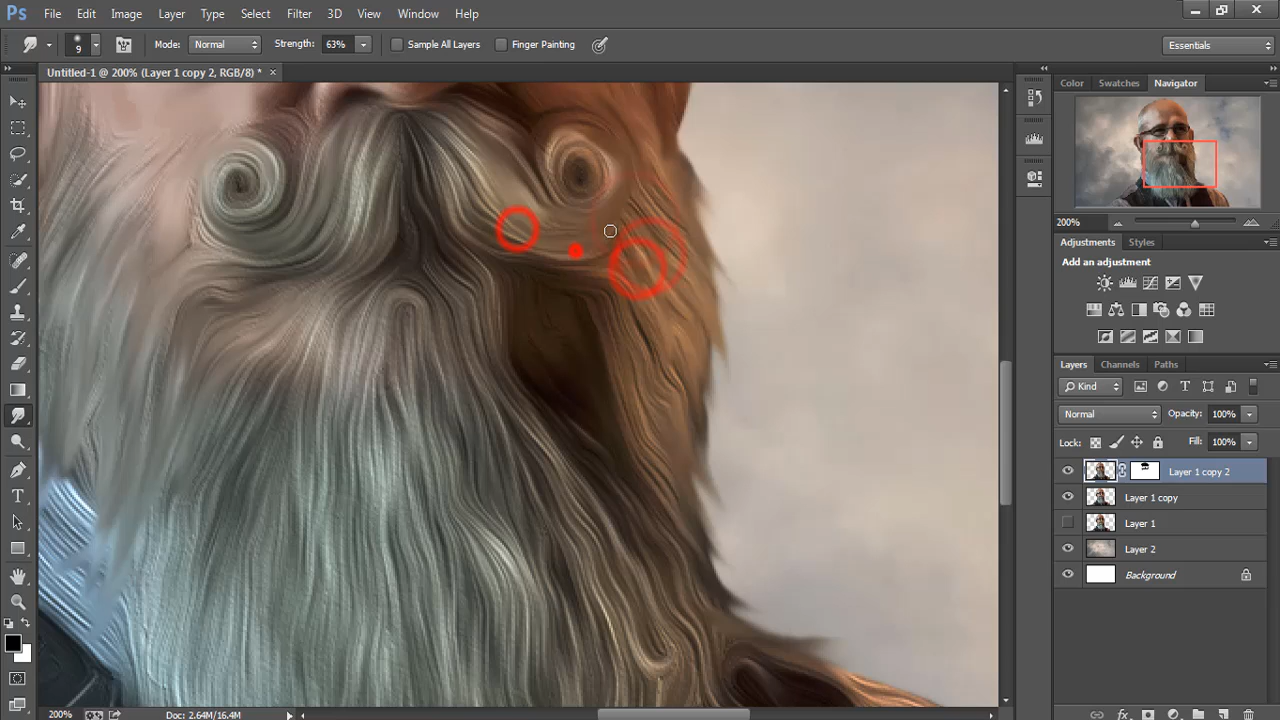 Ps File Edit Image Layer Type Select Filter 3D View Window Help
9 Mode: Normal Strength: 63% Sample All Layers Finger Painting Essentials
Untitled-1 @ 200% (Layer 1 copy 2, RGB/8) * ×
Color Swatches Navigator
200%
Adjustments Styles
Add an adjustment
Layers Channels Paths
Kind
Normal Opacity: 100%
Lock: Fill: 100%
Layer 1 copy 2
Layer 1 copy
Layer 1
Layer 2
Background
200% Doc: 2.64M/16.4M